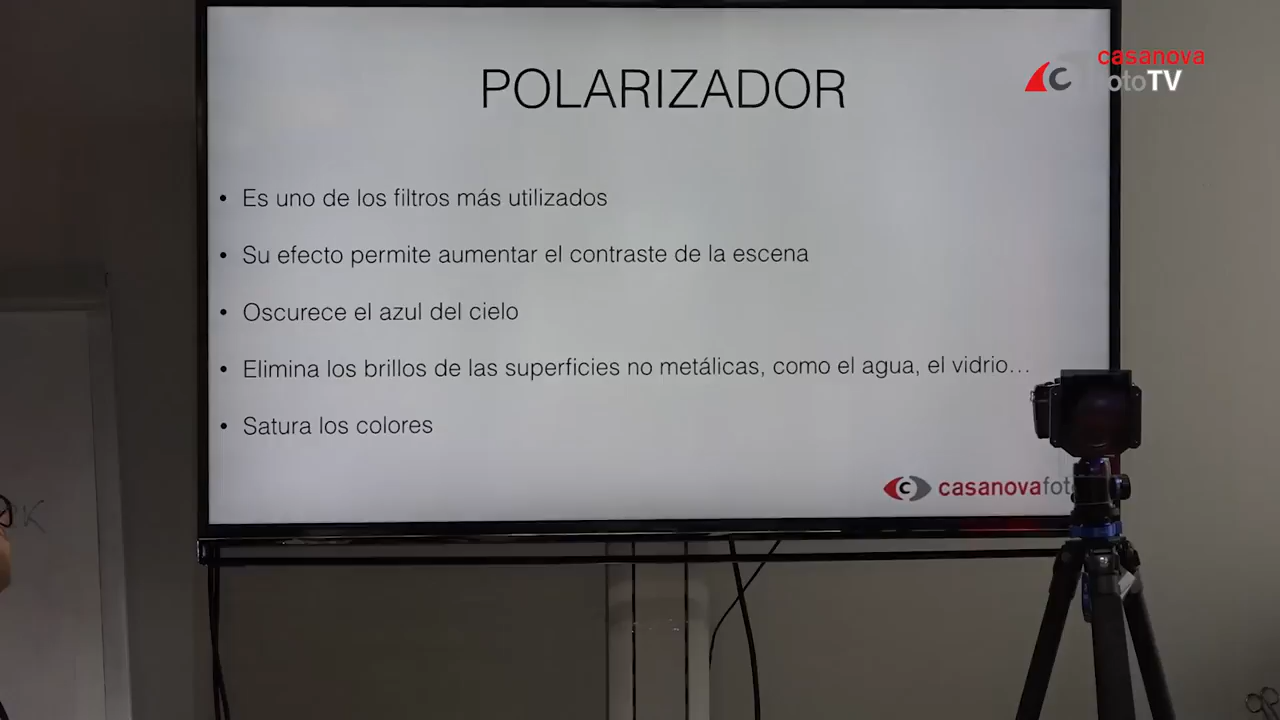 casanova
fotoTV
POLARIZADOR
• Es uno de los filtros más utilizados
• Su efecto permite aumentar el contraste de la escena
• Oscurece el azul del cielo
• Elimina los brillos de las superficies no metálicas, como el agua, el vidrio…
• Satura los colores
casanovafot